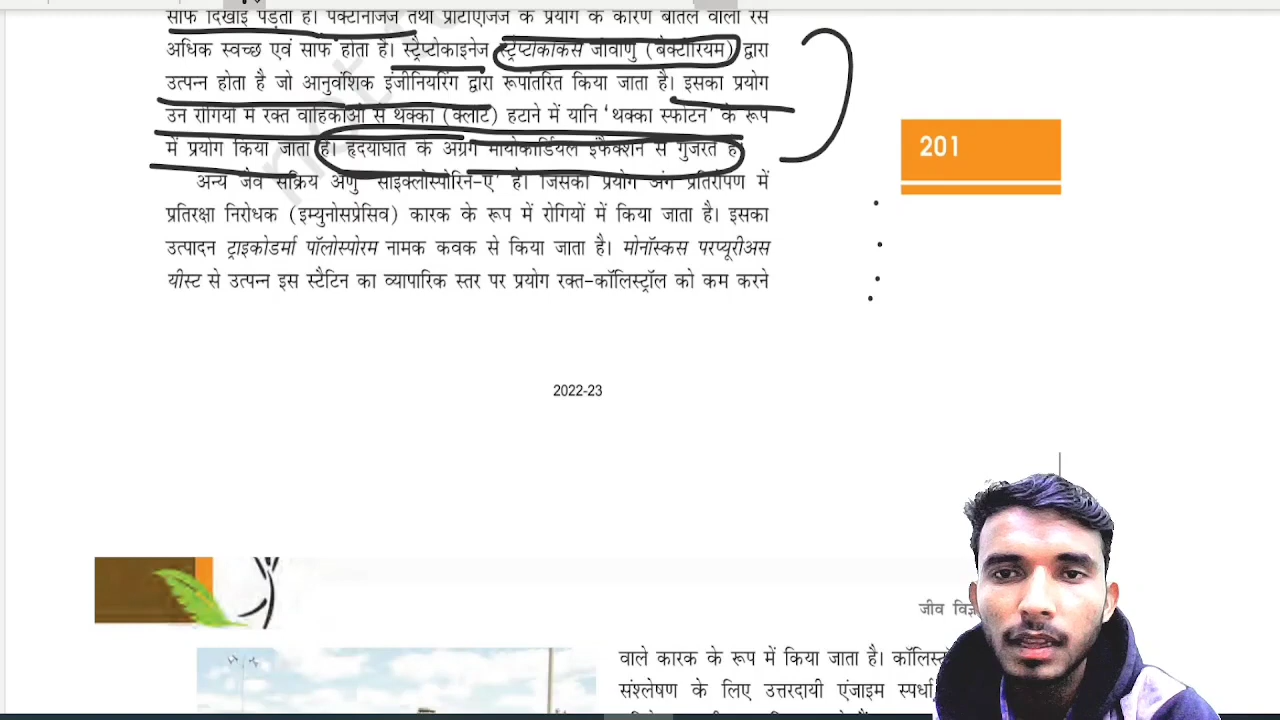 साफ दिखाई पड़ता है। पेक्टीनेजिज तथा प्रोटीएजिज के प्रयोग के कारण बोतल वाला रस
अधिक स्वच्छ एवं साफ होता है। स्ट्रैप्टोकाइनेज स्ट्रैप्टोकोकस जीवाणु (बैक्टीरियम) द्वारा
उत्पन्न होता है जो आनुवंशिक इंजीनियरिंग द्वारा रूपांतरित किया जाता है। इसका प्रयोग
उन रोगियों में रक्त वाहिकाओं से थक्का (क्लॉट) हटाने में यानि ‘थक्का स्फोटन’ के रूप
में प्रयोग किया जाता है। हृदयाघात के अग्रग मायोकार्डियल इंफैक्शन से गुजरते हैं।
201
अन्य जैव सक्रिय अणु साइक्लोस्पोरिन-ए’ है। जिसका प्रयोग अंग प्रतिरोपण में
प्रतिरक्षा निरोधक (इम्युनोसप्रेसिव) कारक के रूप में रोगियों में किया जाता है। इसका
उत्पादन ट्राइकोडर्मा पॉलोस्पोरम नामक कवक से किया जाता है। मोनॉस्कस परप्यूरीअस
यीस्ट से उत्पन्न इस स्टैटिन का व्यापारिक स्तर पर प्रयोग रक्त-कॉलिस्ट्रॉल को कम करने
2022-23
जीव
वाले कारक के रूप में किया जाता है।
संश्लेषण के लिए उत्तरदायी एंजाइम स्पर्धा